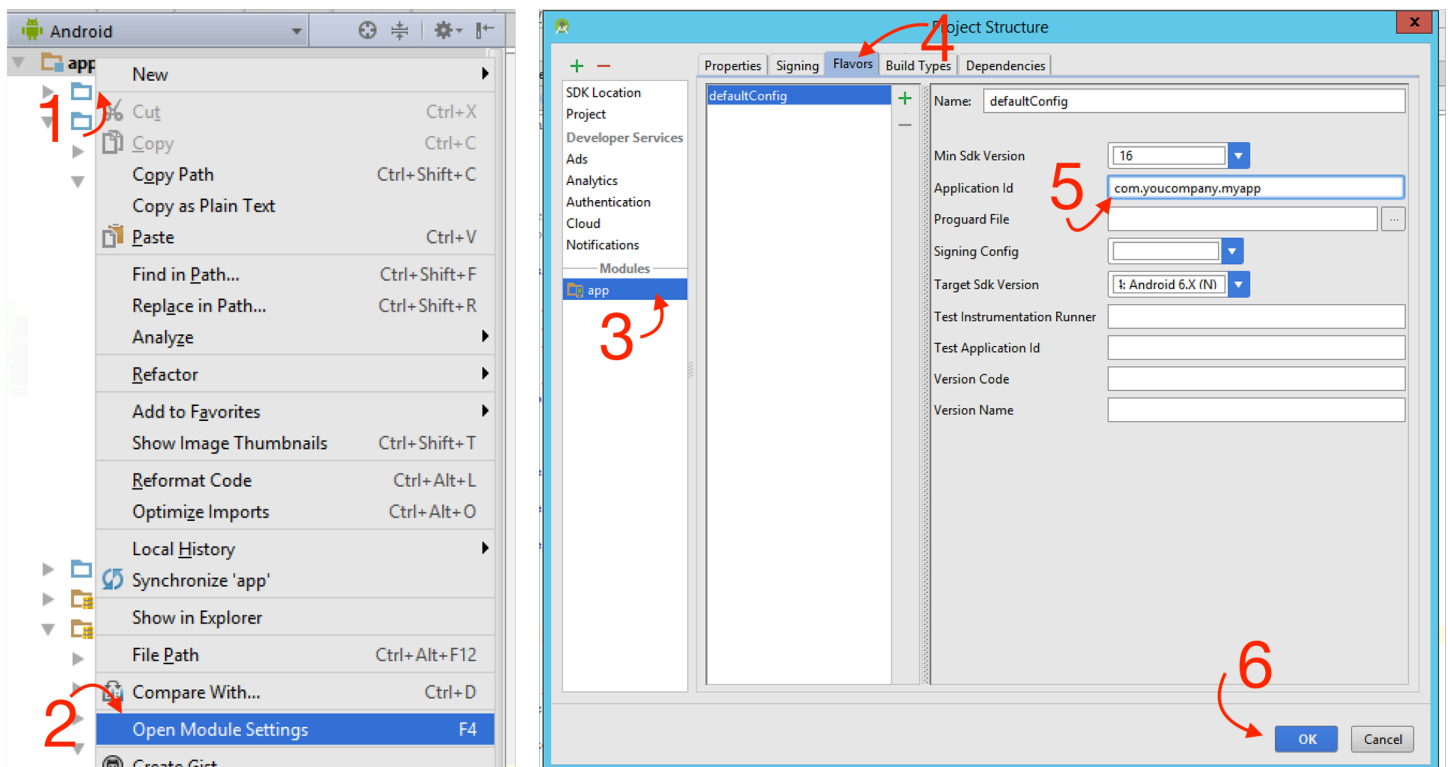 Android
app
1
New
Cut Ctrl+X
Copy Ctrl+C
Copy Path Ctrl+Shift+C
Copy as Plain Text
Paste Ctrl+V
Find in Path... Ctrl+Shift+F
Replace in Path... Ctrl+Shift+R
Analyze
Refactor
Add to Favorites
Show Image Thumbnails Ctrl+Shift+T
Reformat Code Ctrl+Alt+L
Optimize Imports Ctrl+Alt+O
Local History
Synchronize 'app'
Show in Explorer
File Path Ctrl+Alt+F12
Compare With... Ctrl+D
2
Open Module Settings F4
Create Gist
Project Structure
x
4
Properties Signing Flavors Build Types Dependencies
SDK Location
Project
Developer Services
Ads
Analytics
Authentication
Cloud
Notifications
Modules
app
3
defaultConfig
Name: defaultConfig
Min Sdk Version 16
5
Application Id com.youcompany.myapp
Proguard File ...
Signing Config
Target Sdk Version : Android 6.X (N)
Test Instrumentation Runner
Test Application Id
Version Code
Version Name
6
OK Cancel